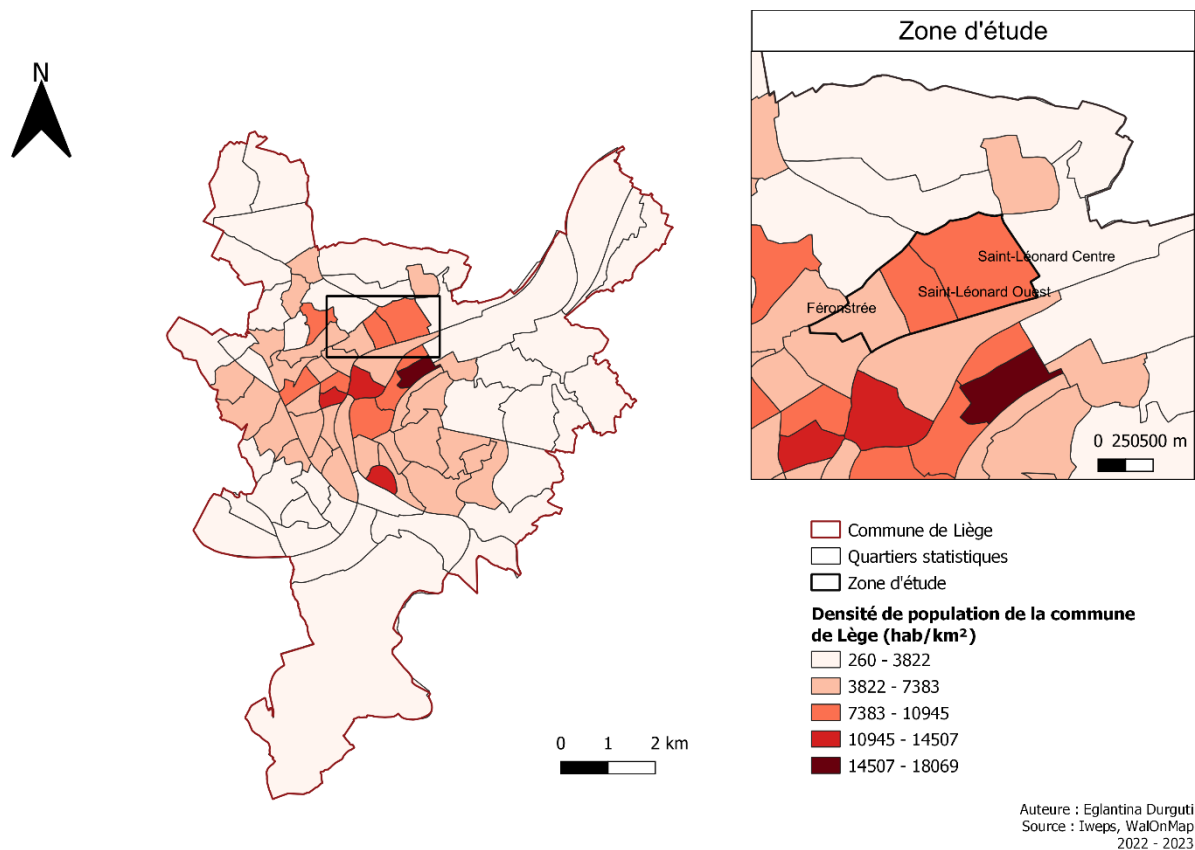 N
Zone d'étude
Saint-Léonard Centre
Saint-Léonard Ouest
Féronstrée
0 250500 m
Commune de Liège
Quartiers statistiques
Zone d'étude
Densité de population de la commune
de Lège (hab/km²)
260 - 3822
3822 - 7383
7383 - 10945
10945 - 14507
14507 - 18069
0 1 2 km
Auteure : Eglantina Durguti
Source : Iweps, WalOnMap
2022 - 2023